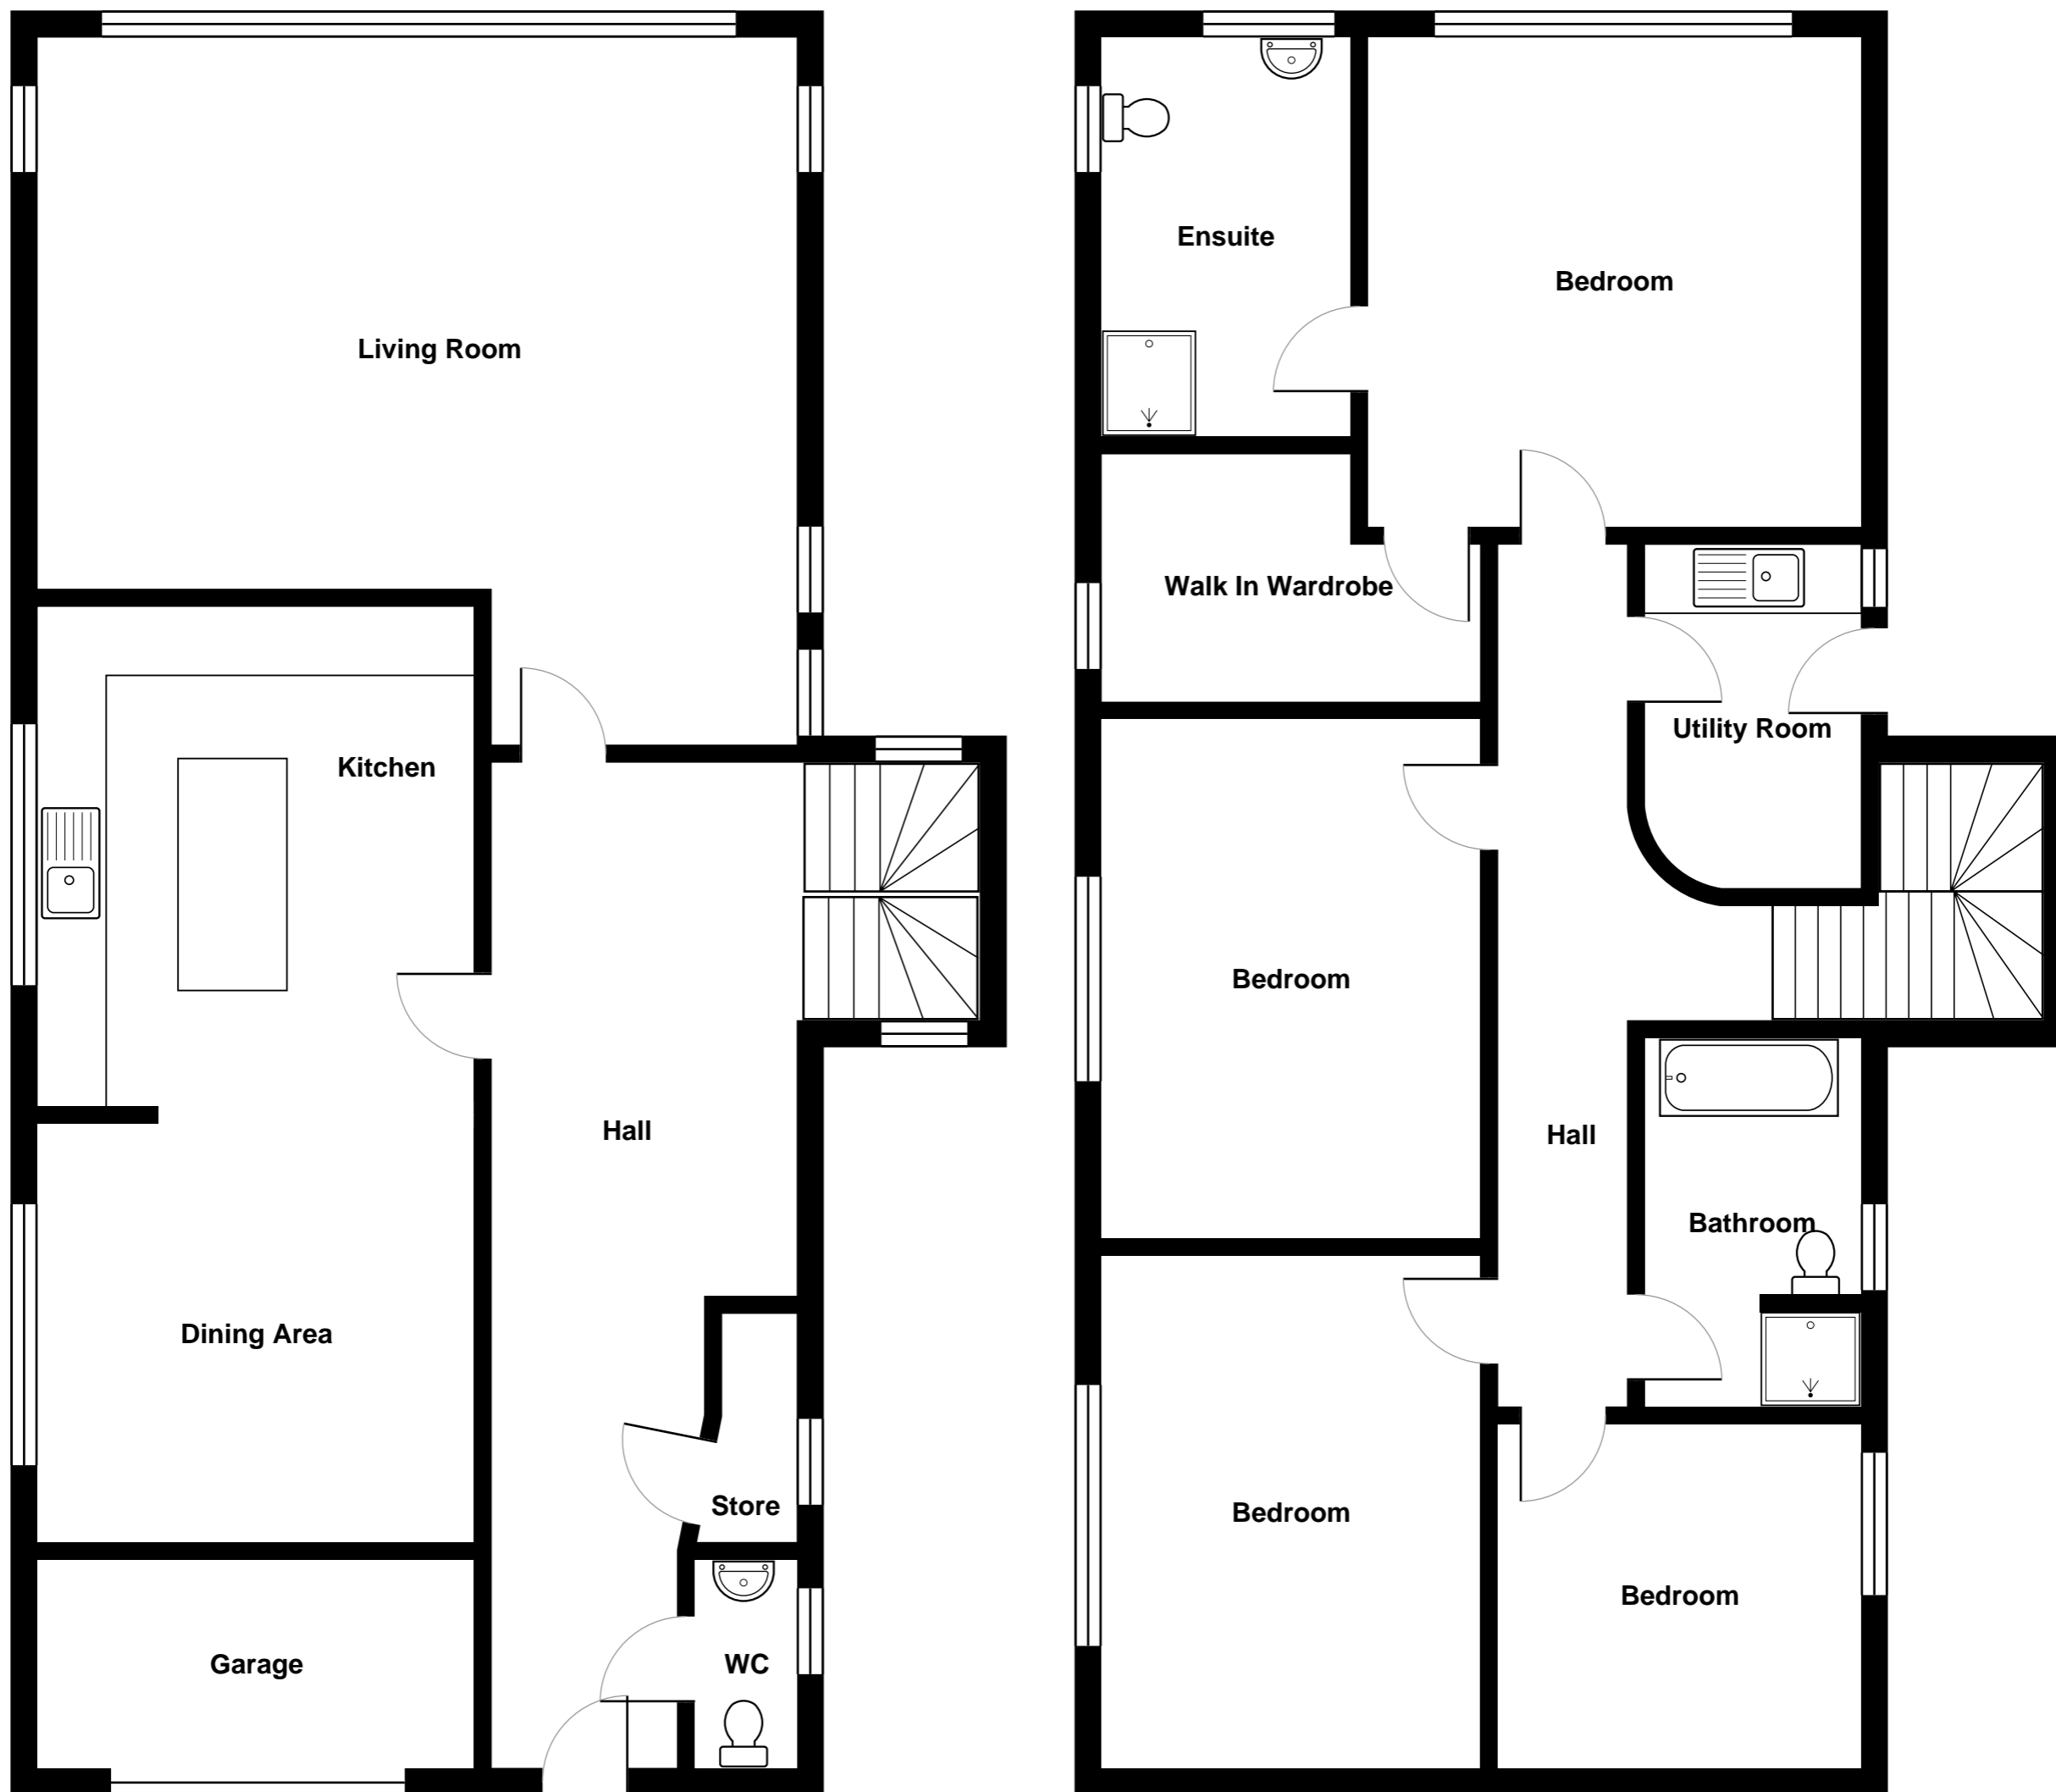 Living Room
Kitchen
Hall
Dining Area
Store
Garage
WC
Ensuite
Bedroom
Walk In Wardrobe
Utility Room
Bedroom
Hall
Bathroom
Bedroom
Bedroom